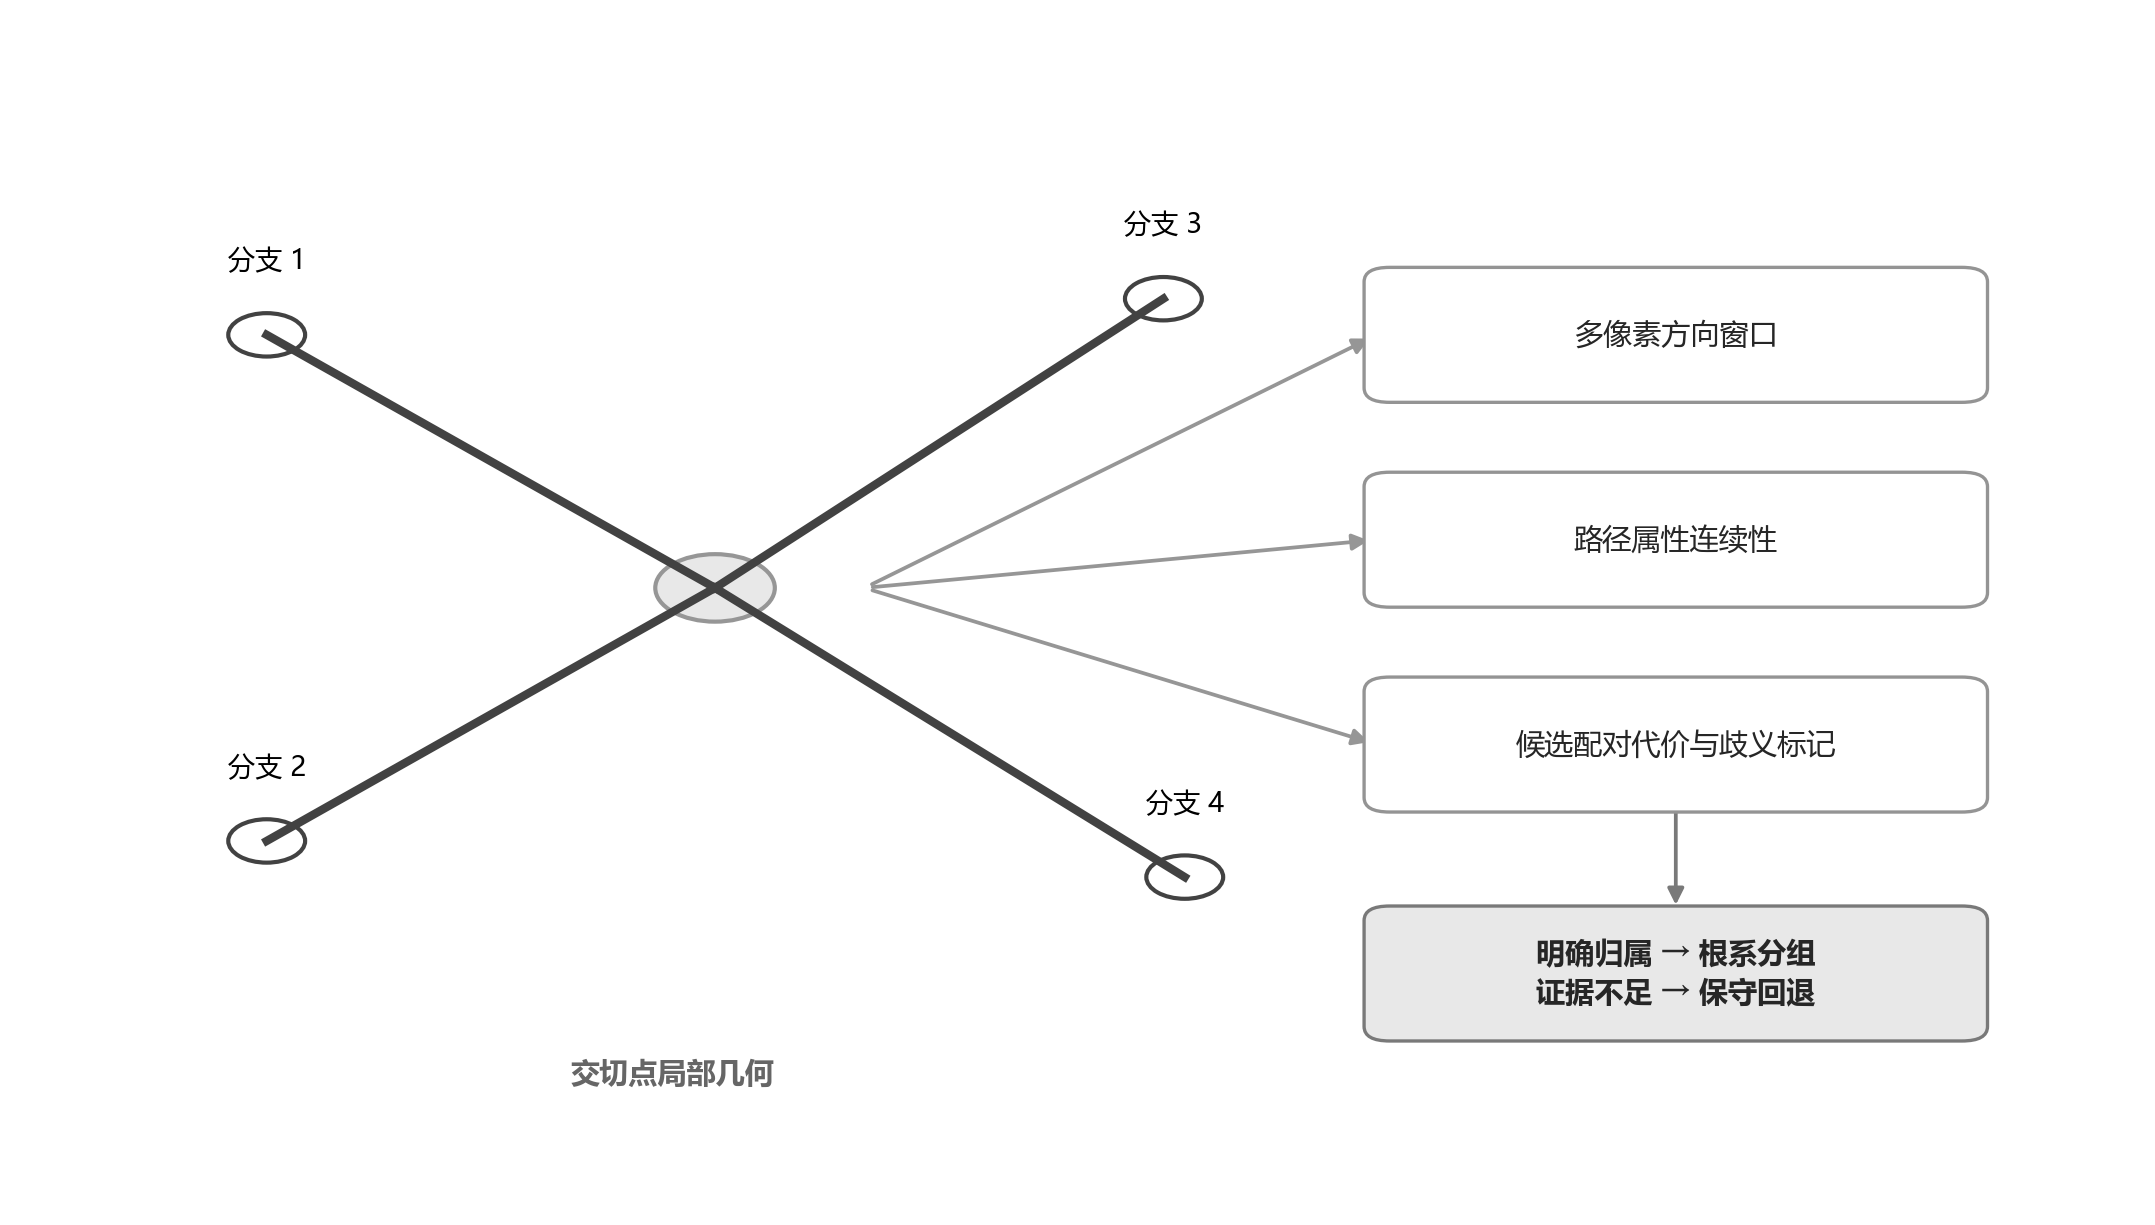 分支 1
分支 2
分支 3
分支 4
交切点局部几何
多像素方向窗口
路径属性连续性
候选配对代价与歧义标记
明确归属 → 根系分组
证据不足 → 保守回退